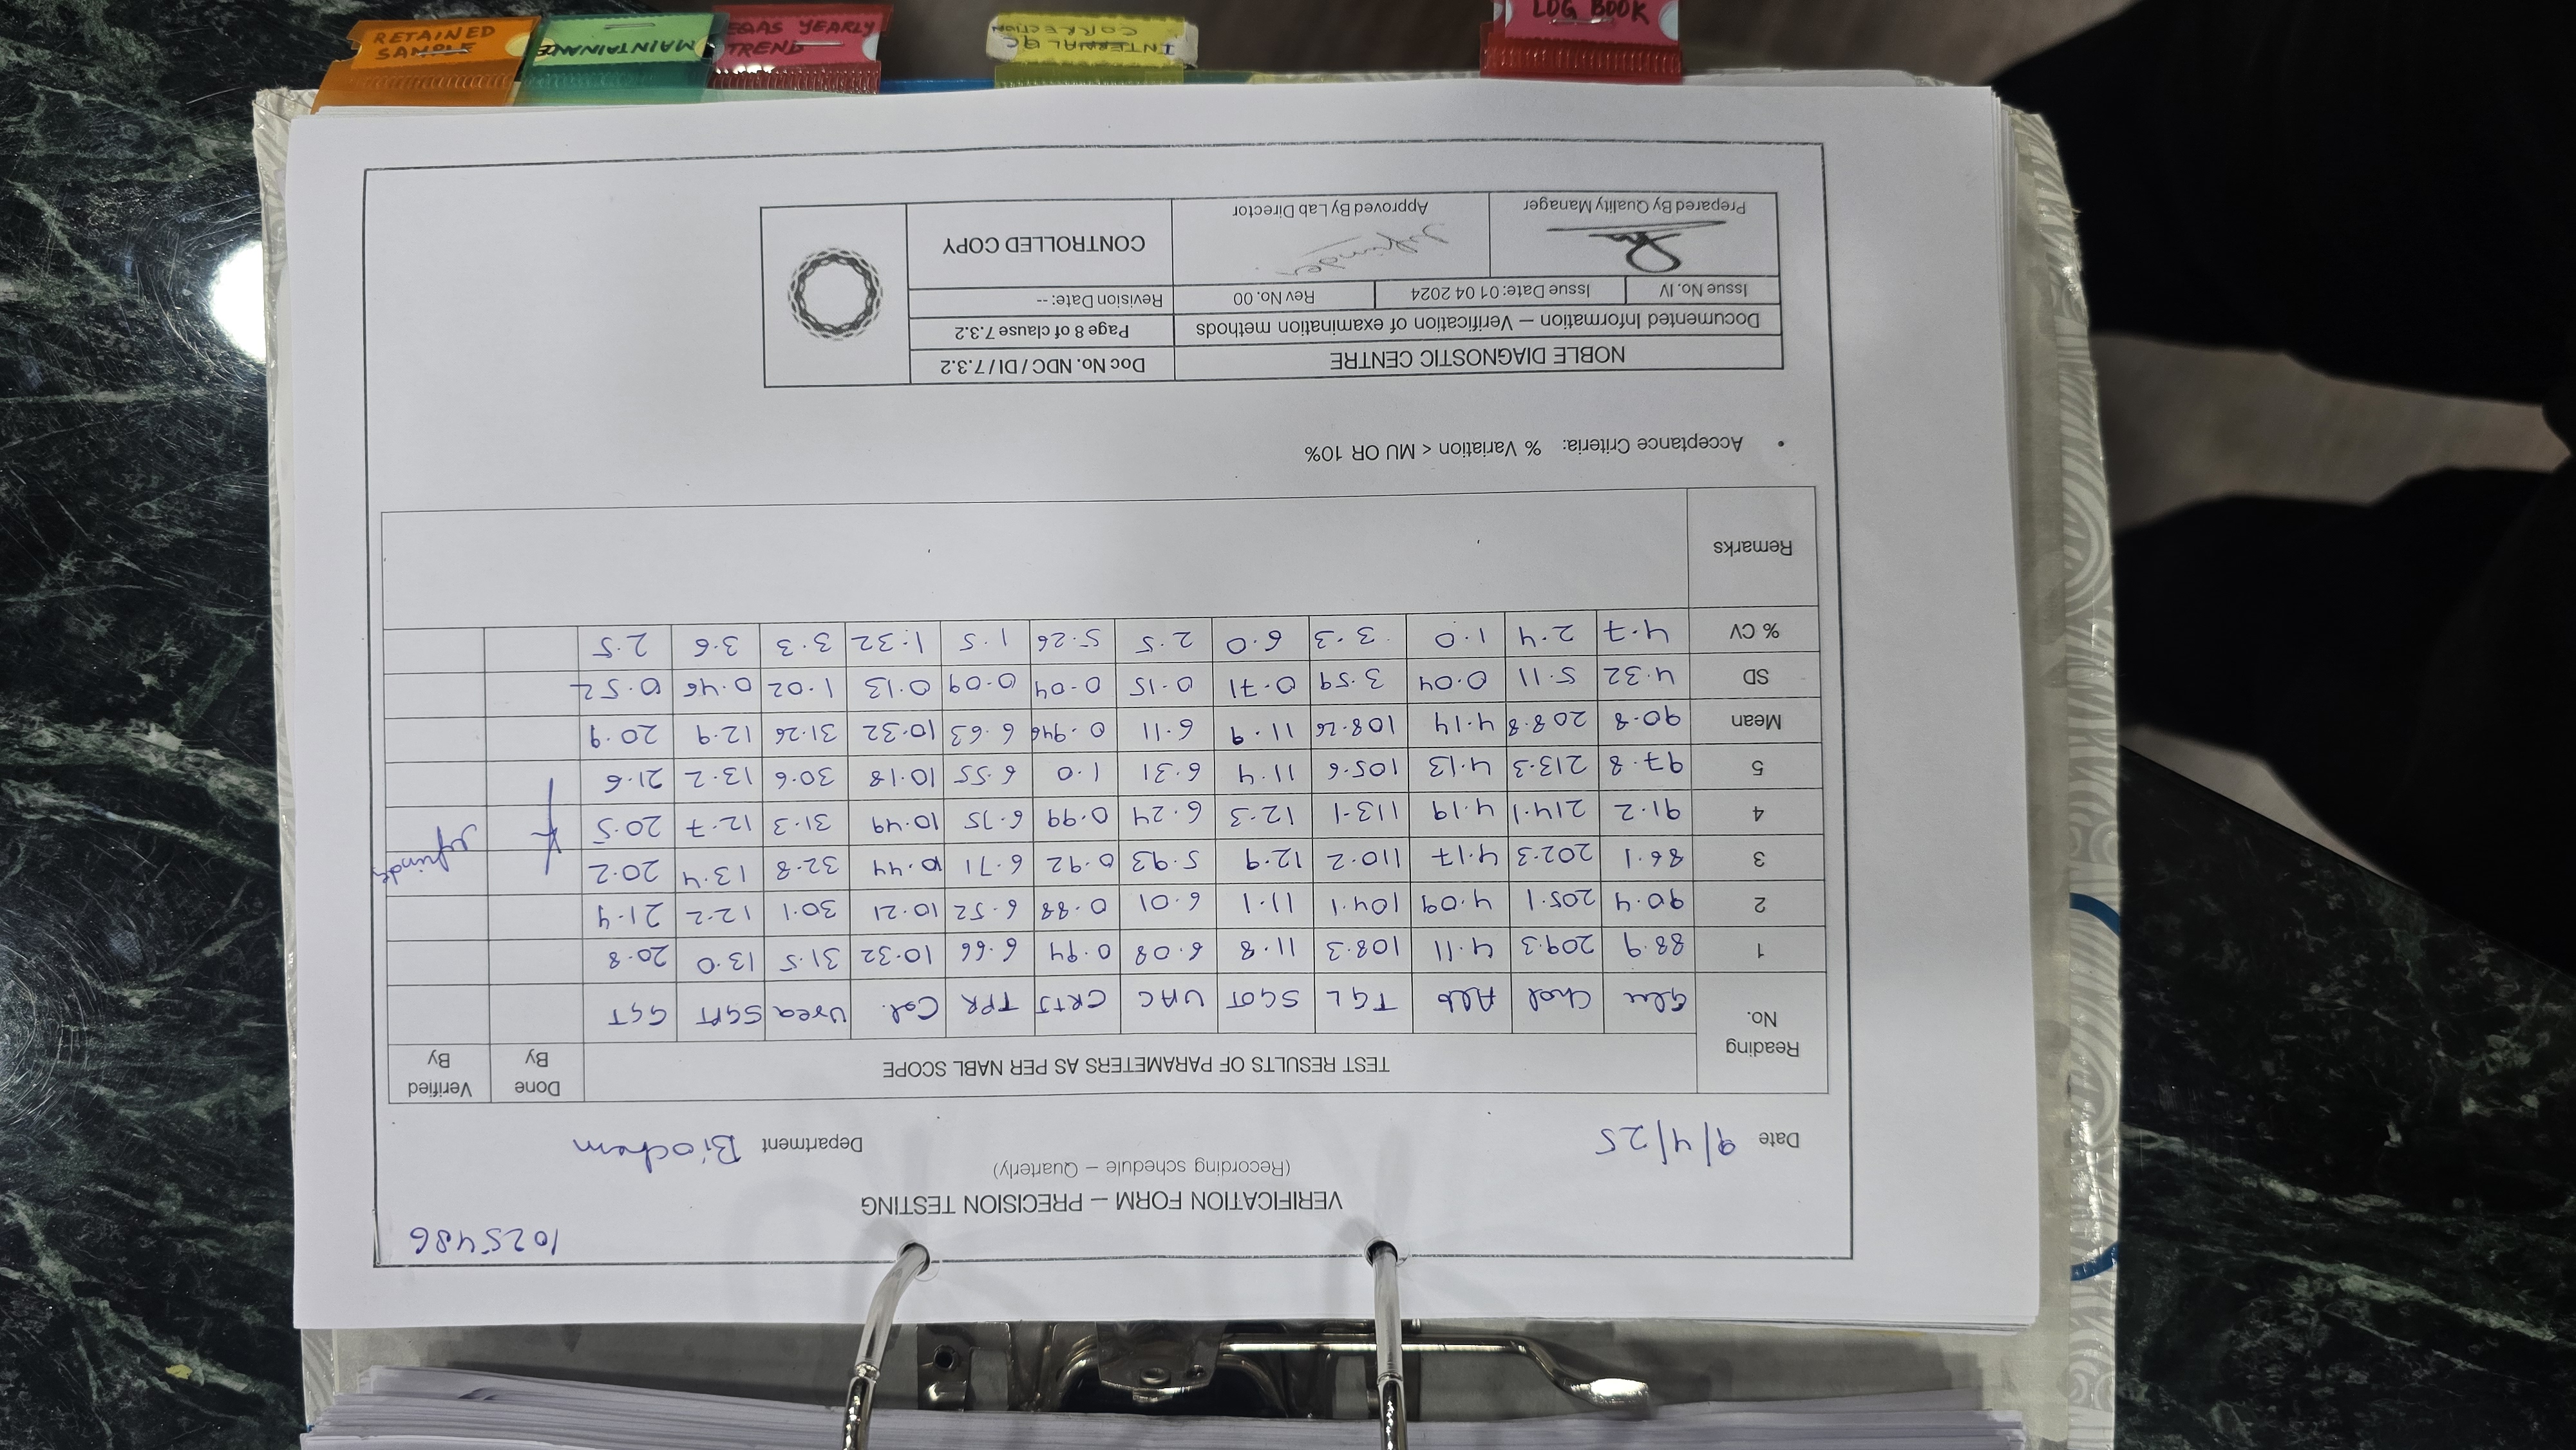 1025486
VERIFICATION FORM – PRECISION TESTING
(Recording schedule – Quarterly)
Date 9/4/25 Department Biochem
Reading No. TEST RESULTS OF PARAMETERS AS PER NABL SCOPE Done By Verified By
Glu Chol Alb TGL SGOT UAC CRTJ TPR Cal. Urea SGPT GGT
1 88.9 209.3 4.11 108.3 11.8 6.08 0.94 6.66 10.32 31.5 13.0 20.8
2 90.4 205.1 4.09 104.1 11.1 6.01 0.88 6.52 10.21 30.1 12.2 21.4
3 86.1 202.3 4.17 110.2 12.9 5.93 0.92 6.71 10.44 32.8 13.4 20.2
4 91.2 214.1 4.19 113.1 12.3 6.24 0.99 6.75 10.49 31.3 12.7 20.5
5 97.8 213.3 4.13 105.6 11.4 6.31 1.0 6.55 10.18 30.6 13.2 21.6
Mean 90.8 208.8 4.14 108.26 11.9 6.11 0.946 6.63 10.32 31.26 12.9 20.9
SD 4.32 5.11 0.04 3.59 0.71 0.15 0.04 0.09 0.13 1.02 0.46 0.52
% CV 4.7 2.4 1.0 3.3 6.0 2.5 5.26 1.5 1.32 3.3 3.6 2.5
Remarks
• Acceptance Criteria: % Variation < MU OR 10%
NOBLE DIAGNOSTIC CENTRE Doc No. NDC / DI / 7.3.2
Documented Information – Verification of examination methods Page 8 of clause 7.3.2
Issue No. IV Issue Date: 01 04 2024 Rev No. 00 Revision Date: --
CONTROLLED COPY
Prepared By Quality Manager Approved By Lab Director
RETAINED
SAMPLE
MAINTAINANCE
EQAS YEARLY
TREND
INTERNAL QC
CORRECTION
LOG BOOK